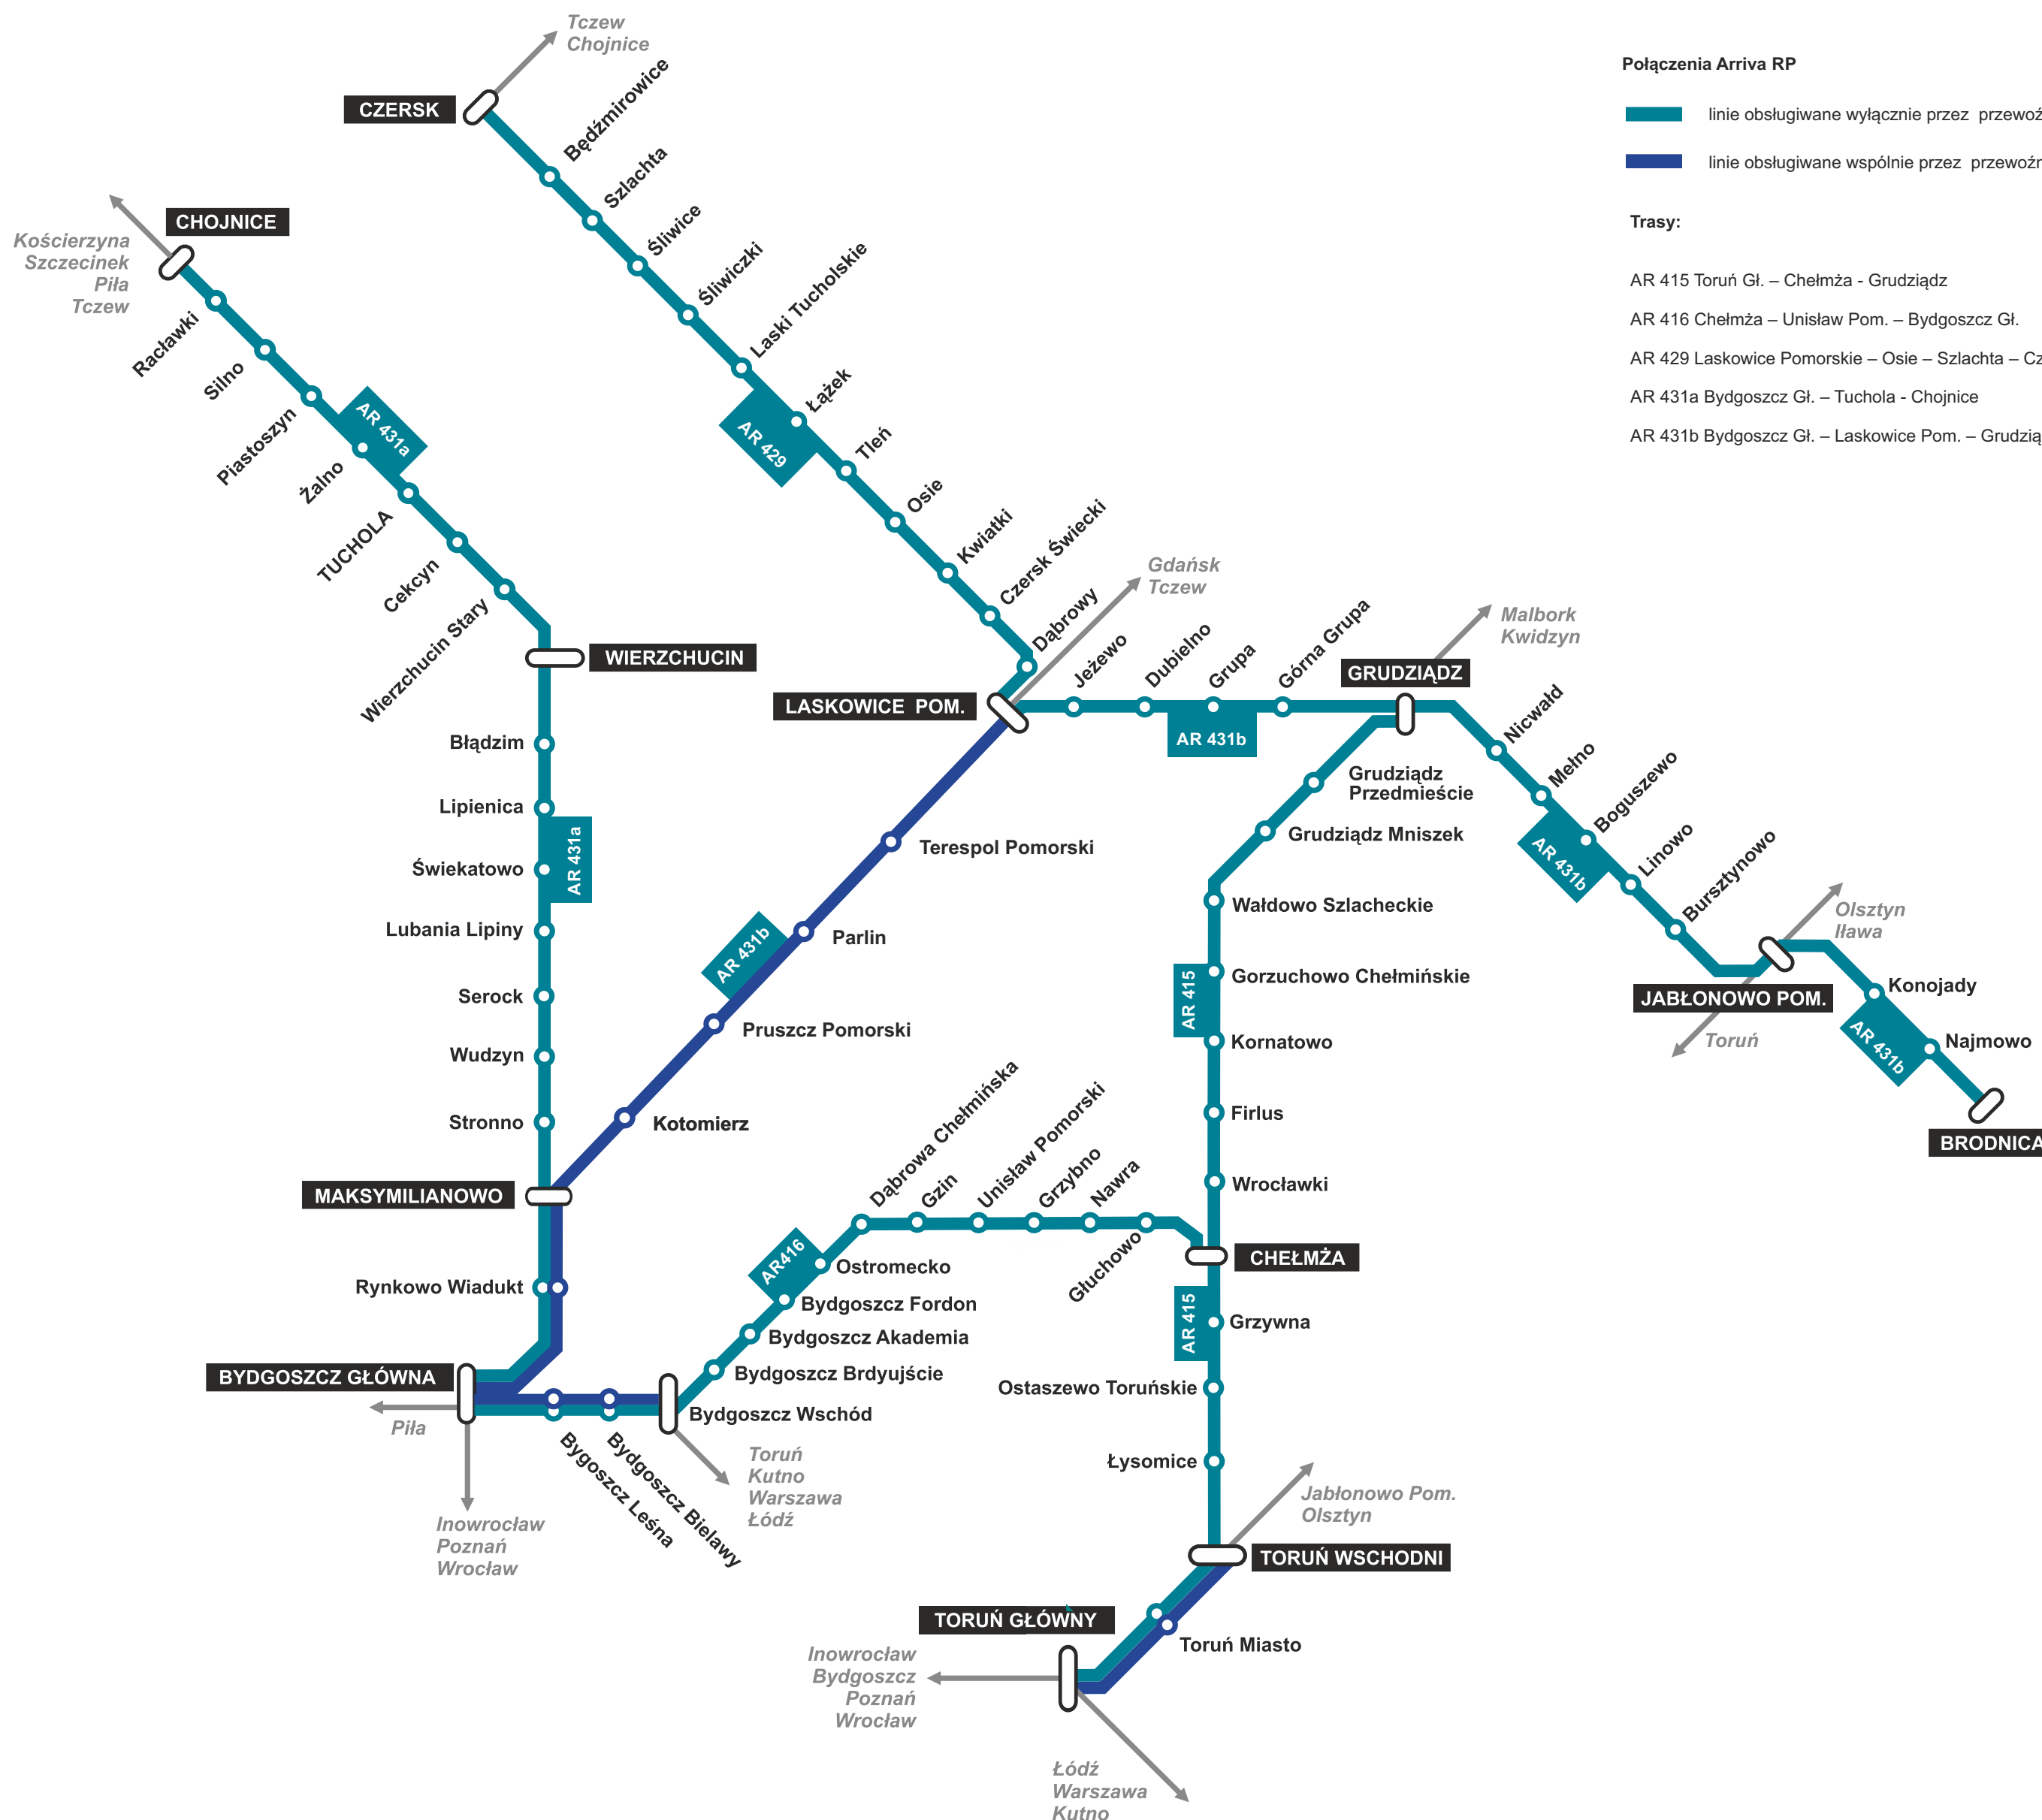 Tczew
Chojnice
CZERSK
Będźmirowice
Szlachta
Śliwice
Śliwiczki
Laski Tucholskie
Łążek
AR 429
Tleń
Osie
Kwiatki
Czersk Świecki
Dąbrowy
Połączenia Arriva RP
linie obsługiwane wyłącznie przez przewoź
linie obsługiwane wspólnie przez przewoźn
Trasy:
AR 415 Toruń Gł. – Chełmża - Grudziądz
AR 416 Chełmża – Unisław Pom. – Bydgoszcz Gł.
AR 429 Laskowice Pomorskie – Osie – Szlachta – Cz
AR 431a Bydgoszcz Gł. – Tuchola - Chojnice
AR 431b Bydgoszcz Gł. – Laskowice Pom. – Grudzią
CHOJNICE
Kościerzyna
Szczecinek
Piła
Tczew
Racławki
Silno
Piastoszyn
AR 431a
Żalno
TUCHOLA
Cekcyn
Wierzchucin Stary
WIERZCHUCIN
Błądzim
Lipienica
AR 431a
Świekatowo
Lubania Lipiny
Serock
Wudzyn
Stronno
MAKSYMILIANOWO
Rynkowo Wiadukt
BYDGOSZCZ GŁÓWNA
Piła
Inowrocław
Poznań
Wrocław
Gdańsk
Tczew
LASKOWICE POM.
Terespol Pomorski
Parlin
AR 431b
Pruszcz Pomorski
Kotomierz
Jeżewo
Dubielno
Grupa
Górna Grupa
AR 431b
GRUDZIĄDZ
Malbork
Kwidzyn
Nicwałd
Mełno
Boguszewo
AR 431b
Linowo
Bursztynowo
Olsztyn
Iława
JABŁONOWO POM.
Toruń
Konojady
AR 431b
Najmowo
BRODNICA
Grudziądz
Przedmieście
Grudziądz Mniszek
Wałdowo Szlacheckie
Gorzuchowo Chełmińskie
AR 415
Kornatowo
Firlus
Wrocławki
CHEŁMŻA
Dąbrowa Chełmińska
Gzin
Unisław Pomorski
Grzybno
Nawra
Głuchowo
AR416
Ostromecko
Bydgoszcz Fordon
Bydgoszcz Akademia
Bydgoszcz Brdyujście
Bydgoszcz Wschód
Bygoszcz Leśna
Bydgoszcz Bielawy
Toruń
Kutno
Warszawa
Łódź
AR 415
Grzywna
Ostaszewo Toruńskie
Łysomice
Jabłonowo Pom.
Olsztyn
TORUŃ WSCHODNI
TORUŃ GŁÓWNY
Toruń Miasto
Inowrocław
Bydgoszcz
Poznań
Wrocław
Łódź
Warszawa
Kutno